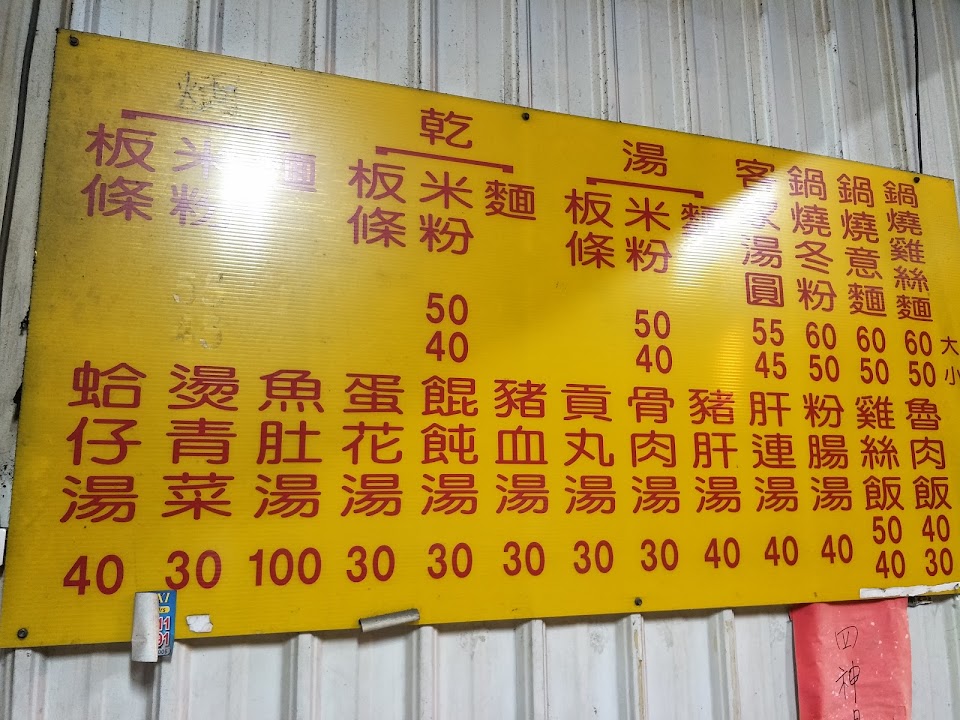 鍋燒雞絲麵 60 50
鍋燒意麵 60 50
鍋燒冬粉 60 50
湯圓 55 45
大
小
湯
麵
米粉
板條
50
40
乾
麵
米粉
板條
50
40
麵
米粉
板條
魯肉飯 40 30
雞絲飯 50 40
粉腸湯 40
肝連湯 40
豬肝湯 40
骨肉湯 30
貢丸湯 30
豬血湯 30
餛飩湯 30
蛋花湯 30
魚肚湯 100
燙青菜 30
蛤仔湯 40
四神